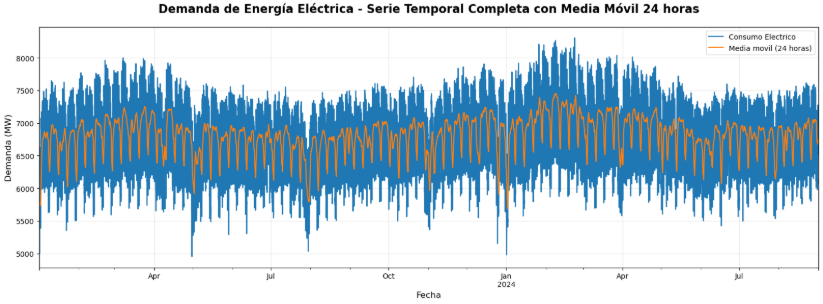 Demanda de Energía Eléctrica - Serie Temporal Completa con Media Móvil 24 horas
Consumo Electrico
Media movil (24 horas)
Demanda (MW)
8000
7500
7000
6500
6000
5500
5000
Apr
Jul
Oct
Jan
2024
Apr
Jul
Fecha